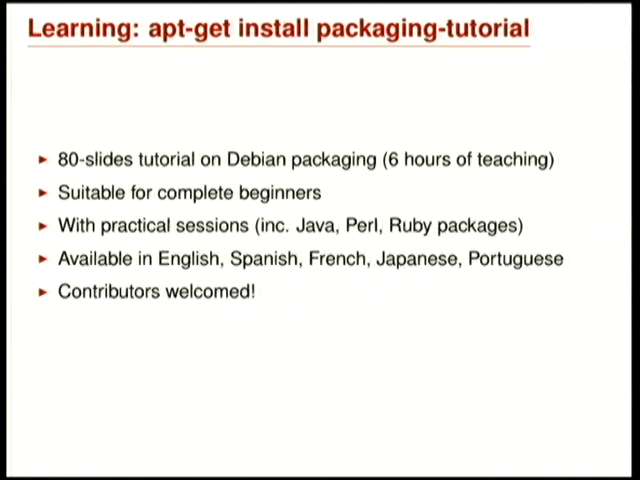 Learning: apt-get install packaging-tutorial
▶ 80-slides tutorial on Debian packaging (6 hours of teaching)
▶ Suitable for complete beginners
▶ With practical sessions (inc. Java, Perl, Ruby packages)
▶ Available in English, Spanish, French, Japanese, Portuguese
▶ Contributors welcomed!